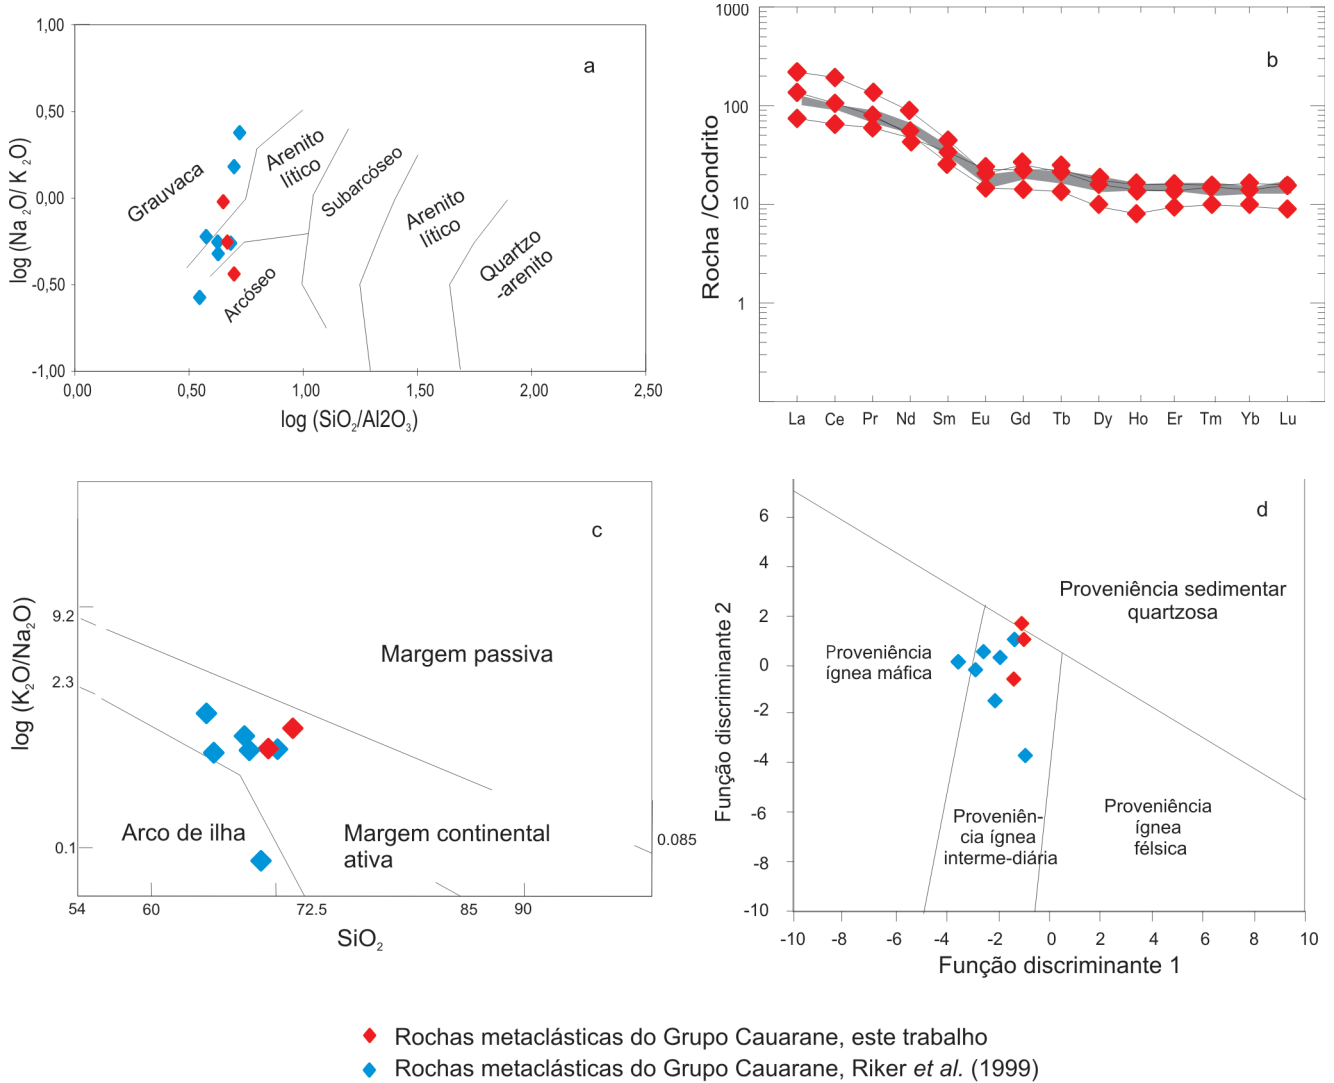 a
1,00
0,50
0,00
-0,50
-1,00
log (Na2O/ K2O)
Grauvaca
Arenito
lítico
Subarcóseo
Arenito
lítico
Quartzo
-arenito
Arcóseo
0,00 0,50 1,00 1,50 2,00 2,50
log (SiO2/Al2O3)
b
1000
100
10
1
Rocha /Condrito
La Ce Pr Nd Sm Eu Gd Tb Dy Ho Er Tm Yb Lu
c
9.2
2.3
0.1
log (K2O/Na2O)
Margem passiva
Arco de ilha
Margem continental
ativa
0.085
54 60 72.5 85 90
SiO2
d
6
4
2
0
-2
-4
-6
-8
-10
Função discriminante 2
Proveniência sedimentar
quartzosa
Proveniência
ígnea máfica
Proveniên-
cia ígnea
interme-diária
Proveniência
ígnea
félsica
-10 -8 -6 -4 -2 0 2 4 6 8 10
Função discriminante 1
Rochas metaclásticas do Grupo Cauarane, este trabalho
Rochas metaclásticas do Grupo Cauarane, Riker et al. (1999)